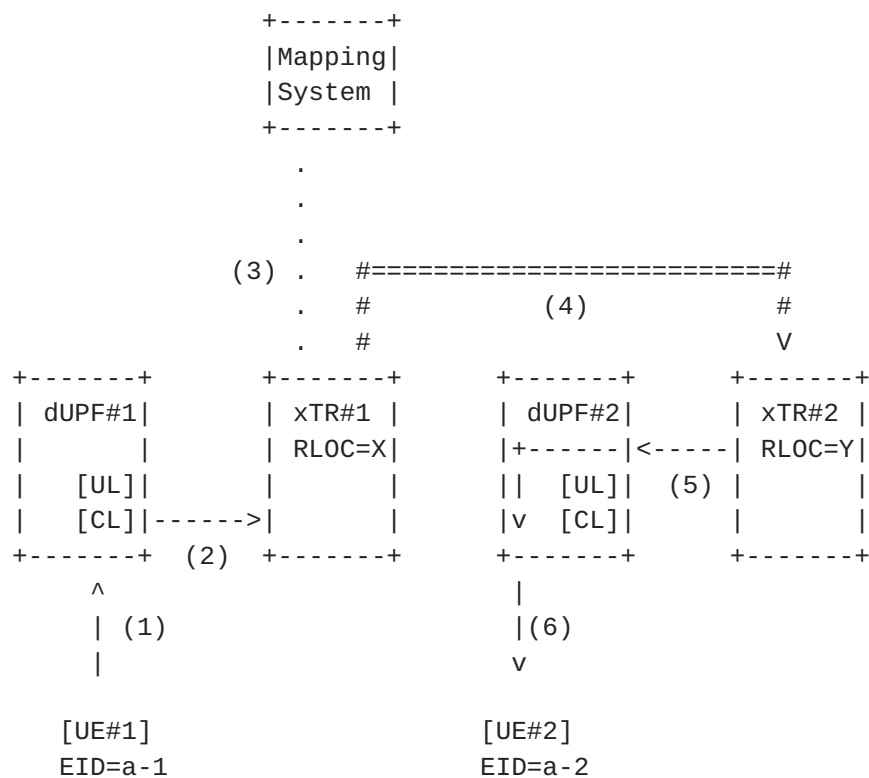 +-------+
|Mapping|
|System |
+-------+
.
.
.
(3) .    #==========================#
.   #           (4)            #
.   #                          V
+-------+       +-------+      +-------+      +-------+
| dUPF#1|       | xTR#1 |      | dUPF#2|      | xTR#2 |
|       |       | RLOC=X|      |+------|<-----| RLOC=Y|
|   [UL]|       |       |      ||  [UL]|  (5) |       |
|   [CL]|------>|       |      |v  [CL]|      |       |
+-------+  (2)  +-------+      +-------+      +-------+
^                          |
| (1)                      |(6)
|                          v
[UE#1]                     [UE#2]
EID=a-1                    EID=a-2